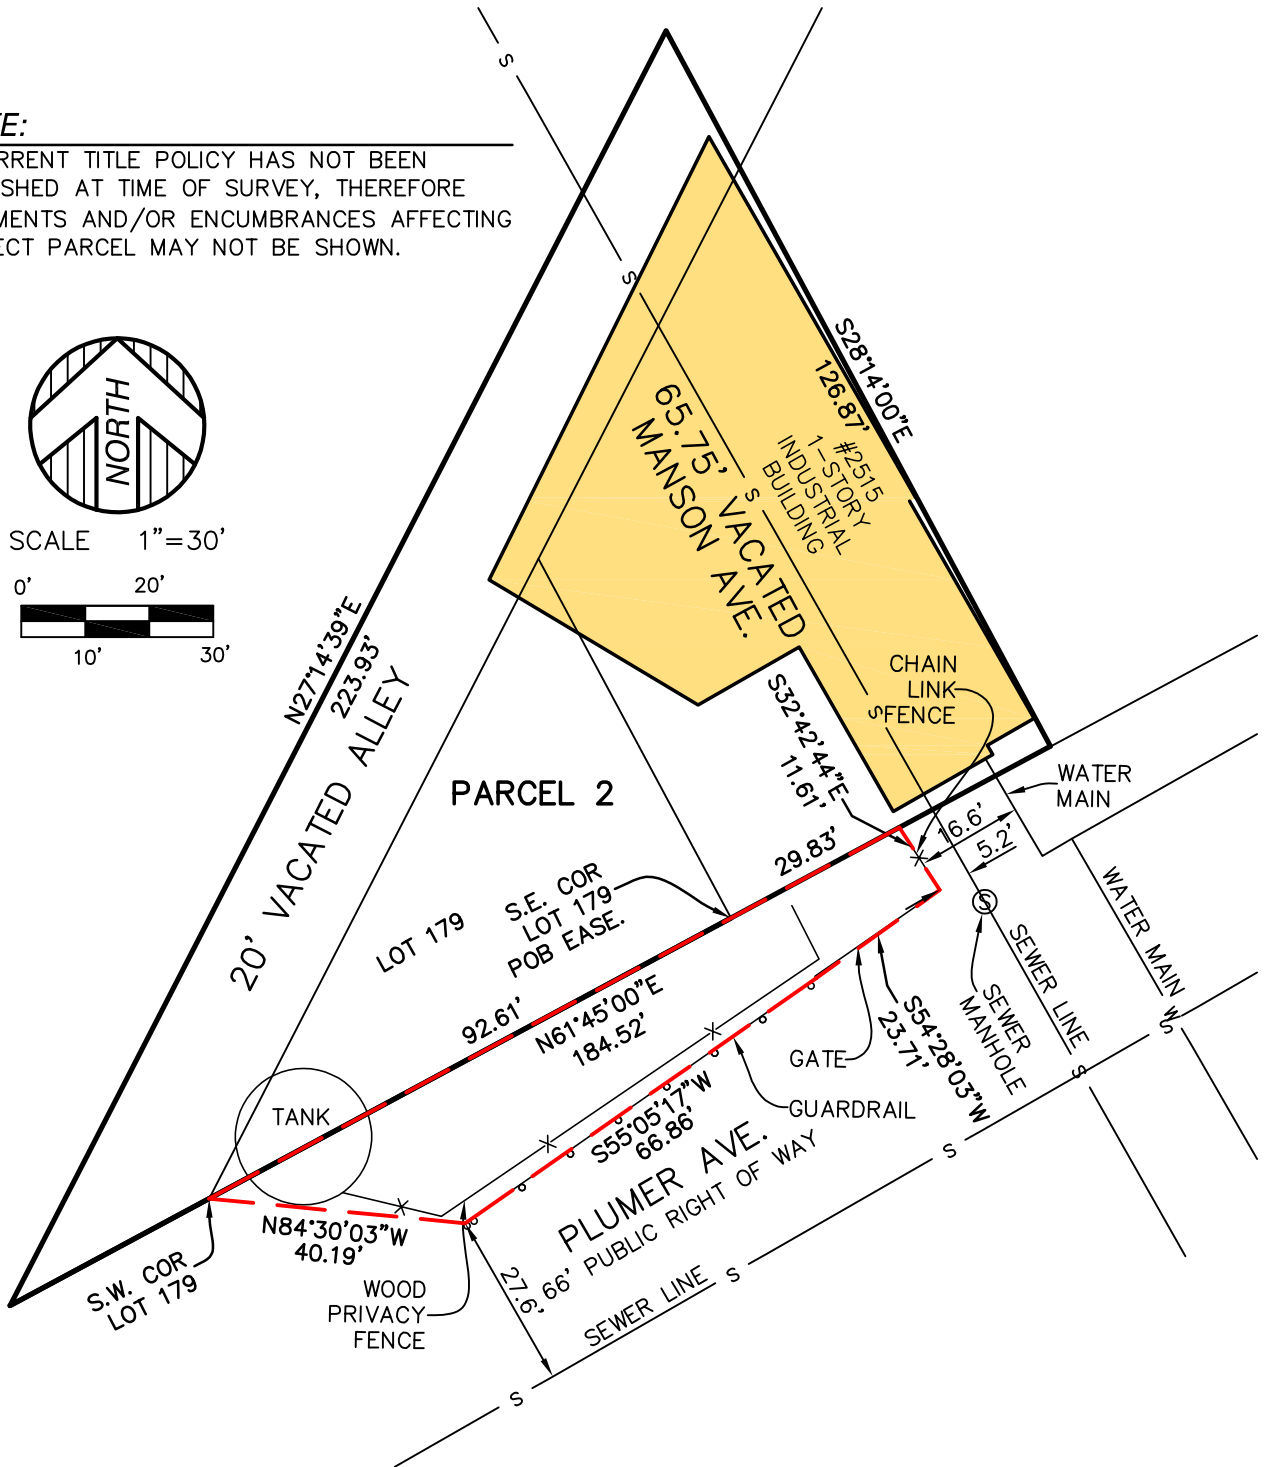 E:
RRENT TITLE POLICY HAS NOT BEEN
SHED AT TIME OF SURVEY, THEREFORE
MENTS AND/OR ENCUMBRANCES AFFECTING
ECT PARCEL MAY NOT BE SHOWN.
NORTH
SCALE 1"=30'
0' 20'
10' 30'
S
S
S
S
S28°14'00"E
126.87'
#2515
1-STORY
INDUSTRIAL
BUILDING
65.75' VACATED
MANSON AVE.
N27°14'39"E
223.93'
20' VACATED ALLEY
PARCEL 2
CHAIN
LINK
FENCE
S32°42'44"E
11.61'
WATER
MAIN
16.6'
5.2'
29.83'
S.E. COR
LOT 179
POB EASE.
LOT 179
92.61'
N61°45'00"E
184.52'
WATER MAIN
W
S
S
SEWER LINE
SEWER
MANHOLE
S
S54°28'03"W
23.71'
GATE
GUARDRAIL
S55°05'17"W
66.86'
TANK
PLUMER AVE.
66' PUBLIC RIGHT OF WAY
N84°30'03"W
40.19'
S.W. COR
LOT 179
WOOD
PRIVACY
FENCE
27.6'
SEWER LINE
S
S
S